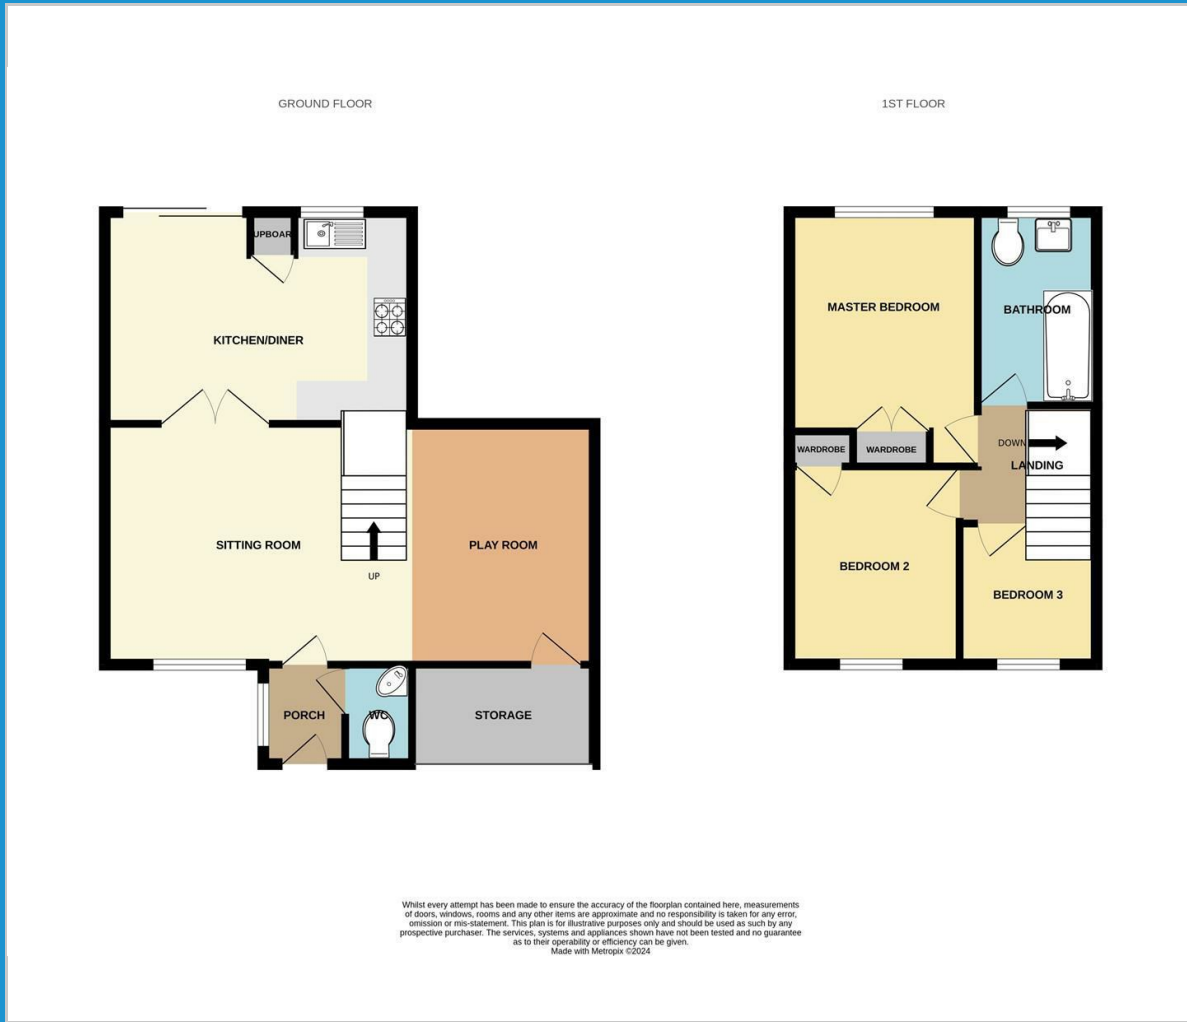 GROUND FLOOR
1ST FLOOR
UPBOAR
KITCHEN/DINER
SITTING ROOM
UP
PLAY ROOM
PORCH
WC
STORAGE
MASTER BEDROOM
BATHROOM
WARDROBE
WARDROBE
DOWN
LANDING
BEDROOM 2
BEDROOM 3
Whilst every attempt has been made to ensure the accuracy of the floorplan contained here, measurements
of doors, windows, rooms and any other items are approximate and no responsibility is taken for any error,
omission or mis-statement. This plan is for illustrative purposes only and should be used as such by any
prospective purchaser. The services, systems and appliances shown have not been tested and no guarantee
as to their operability or efficiency can be given.
Made with Metropix ©2024